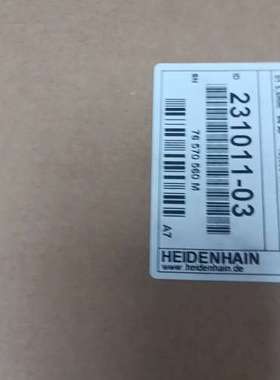 ID
231011-03
SN
76 570 560 M
A7
HEIDENHAIN
www.heidenhain.de